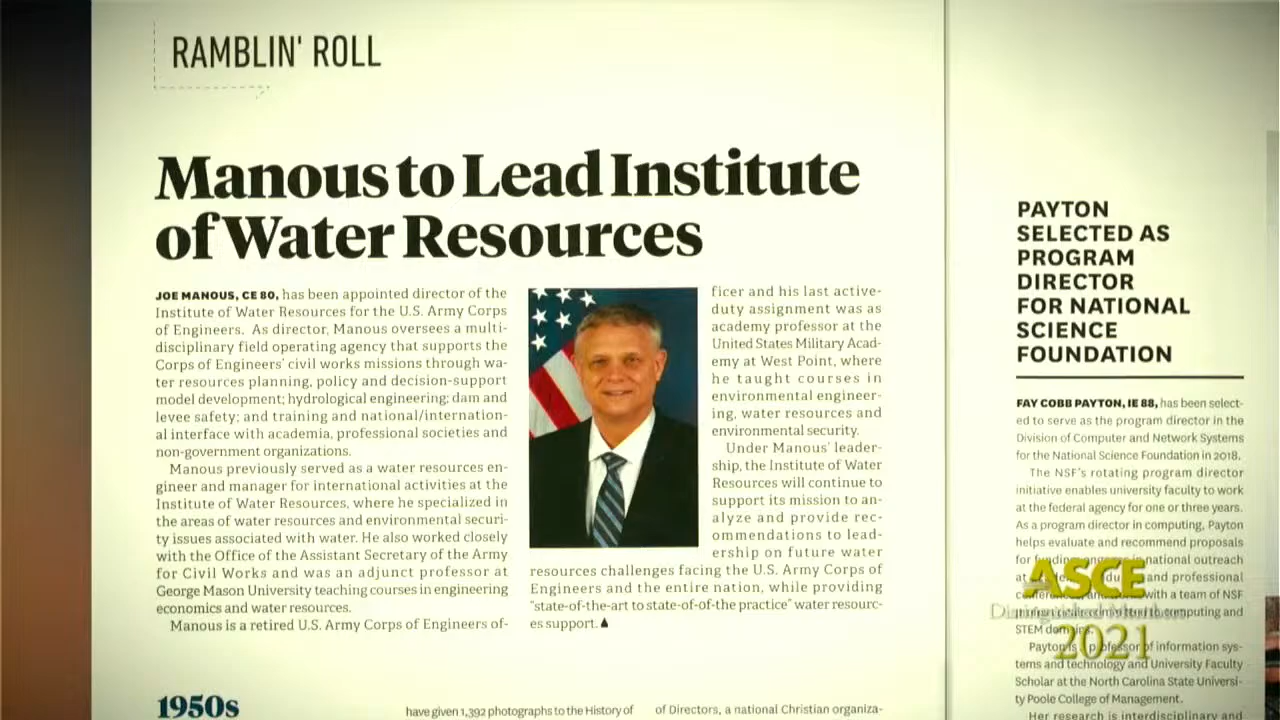 RAMBLIN' ROLL
Manous to Lead Institute
of Water Resources
JOE MANOUS, CE 80, has been appointed director of the
Institute of Water Resources for the U.S. Army Corps
of Engineers. As director, Manous oversees a multi-
disciplinary field operating agency that supports the
Corps of Engineers' civil works missions through wa-
ter resources planning, policy and decision-support
model development; hydrological engineering; dam and
levee safety; and training and national/internation-
al interface with academia, professional societies and
non-government organizations.
Manous previously served as a water resources en-
gineer and manager for international activities at the
Institute of Water Resources, where he specialized in
the areas of water resources and environmental securi-
ty issues associated with water. He also worked closely
with the Office of the Assistant Secretary of the Army
for Civil Works and was an adjunct professor at
George Mason University teaching courses in engineering
economics and water resources.
Manous is a retired U.S. Army Corps of Engineers of-
ficer and his last active-
duty assignment was as
academy professor at the
United States Military Acad-
emy at West Point, where
he taught courses in
environmental engineer-
ing, water resources and
environmental security.
Under Manous' leader-
ship, the Institute of Water
Resources will continue to
support its mission to an-
alyze and provide rec-
ommendations to lead-
ership on future water
resources challenges facing the U.S. Army Corps of
Engineers and the entire nation, while providing
"state-of-the-art to state-of-of-the practice" water resourc-
es support.
1950s
have given 1,392 photographs to the History of
of Directors, a national Christian organiza-
PAYTON
SELECTED AS
PROGRAM
DIRECTOR
FOR NATIONAL
SCIENCE
FOUNDATION
FAY COBB PAYTON, IE 88, has been select-
ed to serve as the program director in the
Division of Computer and Network Systems
for the National Science Foundation in 2018.
The NSF's rotating program director
initiative enables university faculty to work
at the federal agency for one or three years.
As a program director in computing, Payton
helps evaluate and recommend proposals
for national outreach
at and professional
with a team of NSF
computing and
STEM
Payton is professor of information sys-
tems and technology and University Faculty
Scholar at the North Carolina State Universi-
ty Poole College of Management.
Her research is interdisciplinary and
ASCE
Distinguished Members
2021